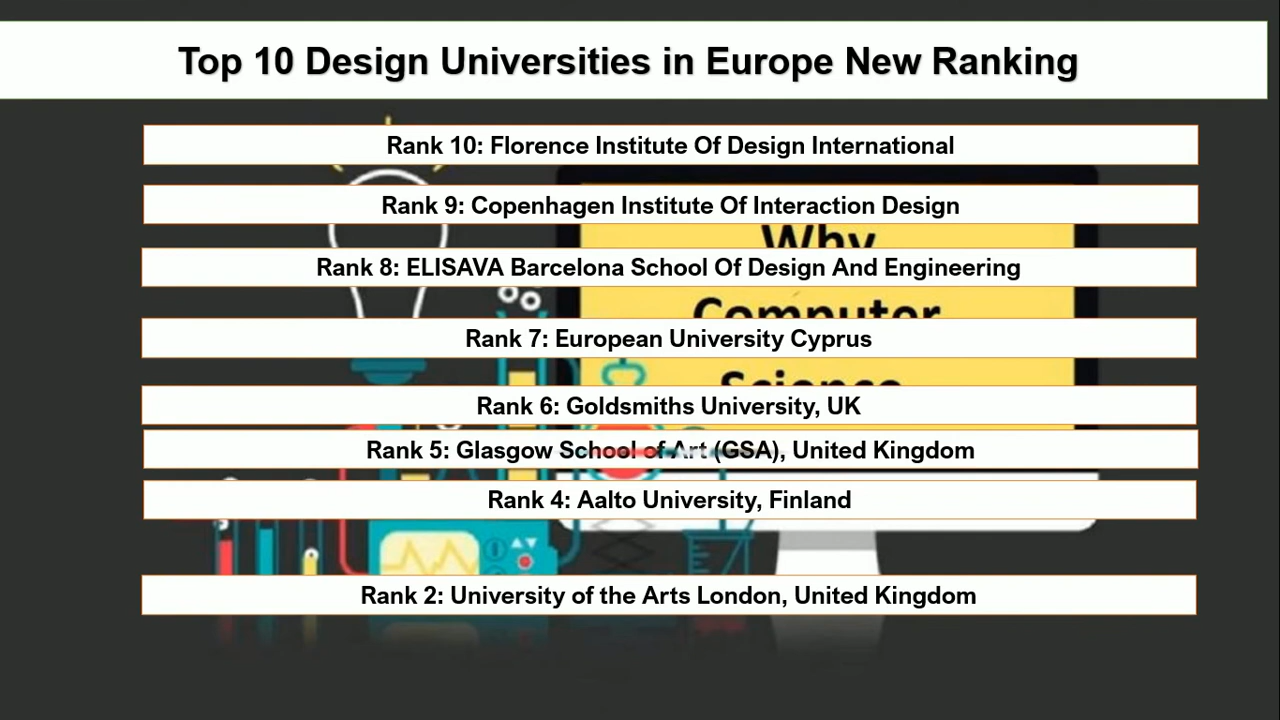 Top 10 Design Universities in Europe New Ranking
Rank 10: Florence Institute Of Design International
Rank 9: Copenhagen Institute Of Interaction Design
Why
Rank 8: ELISAVA Barcelona School Of Design And Engineering
Computer
Rank 7: European University Cyprus
Science
Rank 6: Goldsmiths University, UK
Rank 5: Glasgow School of Art (GSA), United Kingdom
Rank 4: Aalto University, Finland
Rank 2: University of the Arts London, United Kingdom